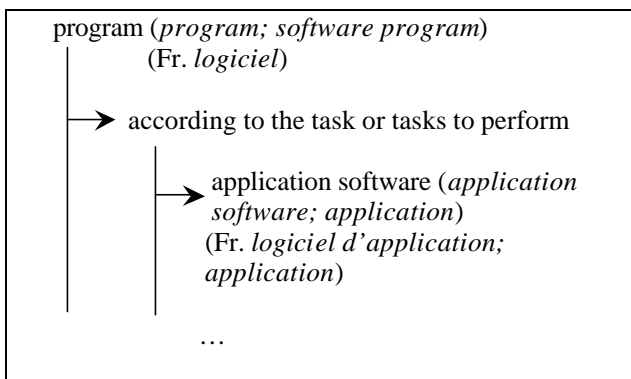 program (program; software program)
(Fr. logiciel)
according to the task or tasks to perform
application software (application
software; application)
(Fr. logiciel d’application;
application)
…